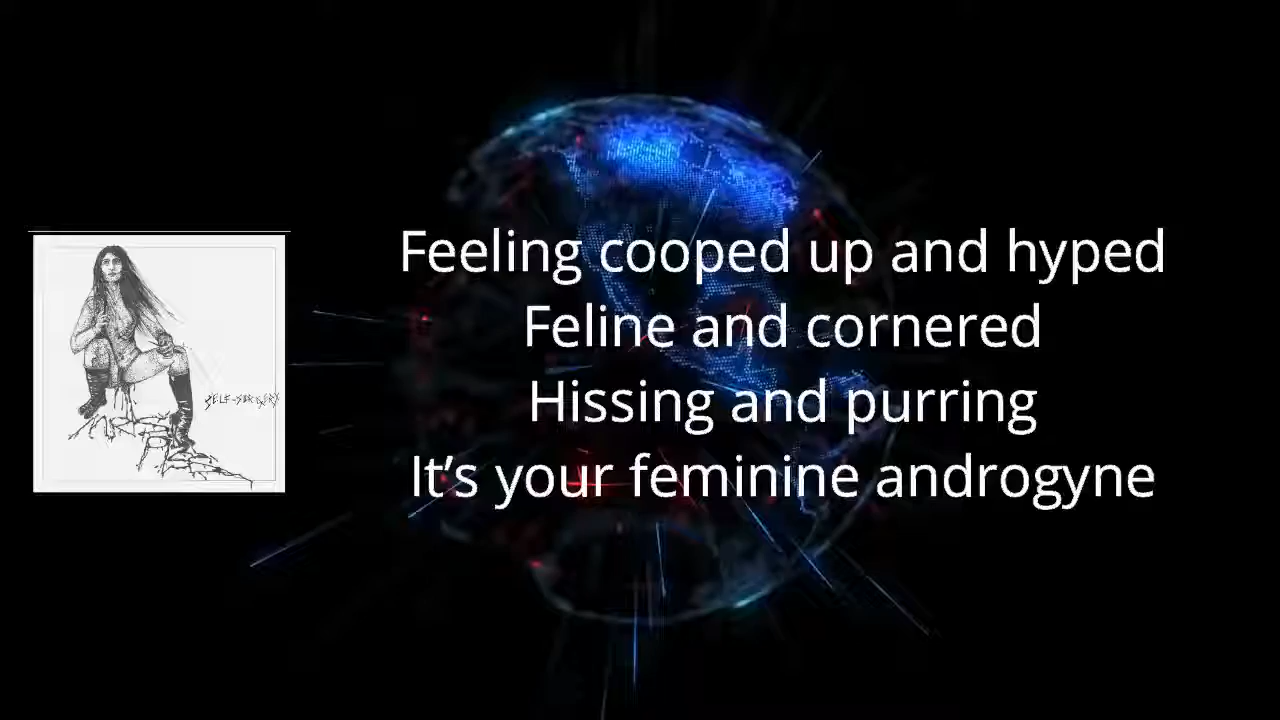 Feeling cooped up and hyped
Feline and cornered
Hissing and purring
It’s your feminine androgyne
SELF-SURGERY